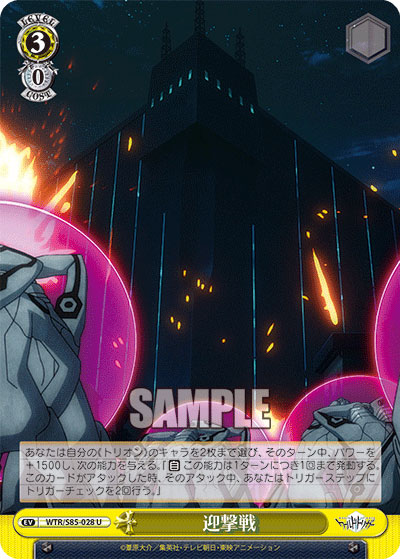 LEVEL
3
0
COST
SAMPLE
あなたは自分の《トリオン》のキャラを2枚まで選び、そのターン中、パワーを
＋1500し、次の能力を与える。『自 この能力は1ターンにつき1回まで発動する。
このカードがアタックした時、そのアタック中、あなたはトリガーステップに
トリガーチェックを2回行う。』
EV WTR/S85-028 U 迎撃戦
©葦原大介／集英社・テレビ朝日・東映アニメーション